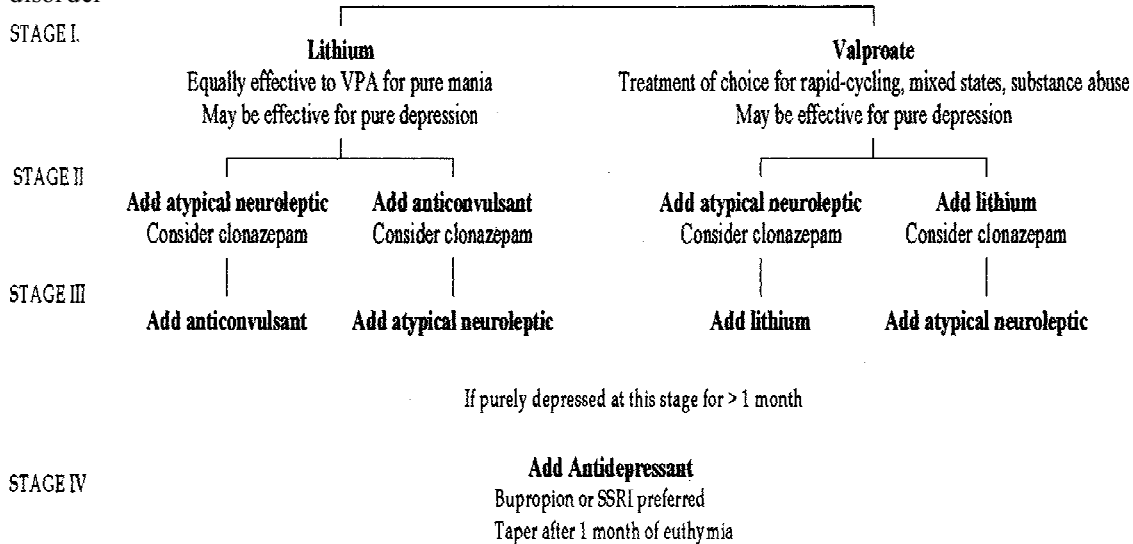 disorder
STAGE I.
Lithium
Valproate
Equally effective to VPA for pure mania
Treatment of choice for rapid-cycling, mixed states, substance abuse
May be effective for pure depression
May be effective for pure depression
STAGE II
Add atypical neuroleptic
Add anticonvulsant
Add atypical neuroleptic
Add lithium
Consider clonazepam
Consider clonazepam
Consider clonazepam
Consider clonazepam
STAGE III
Add anticonvulsant
Add atypical neuroleptic
Add lithium
Add atypical neuroleptic
If purely depressed at this stage for > 1 month
STAGE IV
Add Antidepressant
Bupropion or SSRI preferred
Taper after 1 month of euthymia